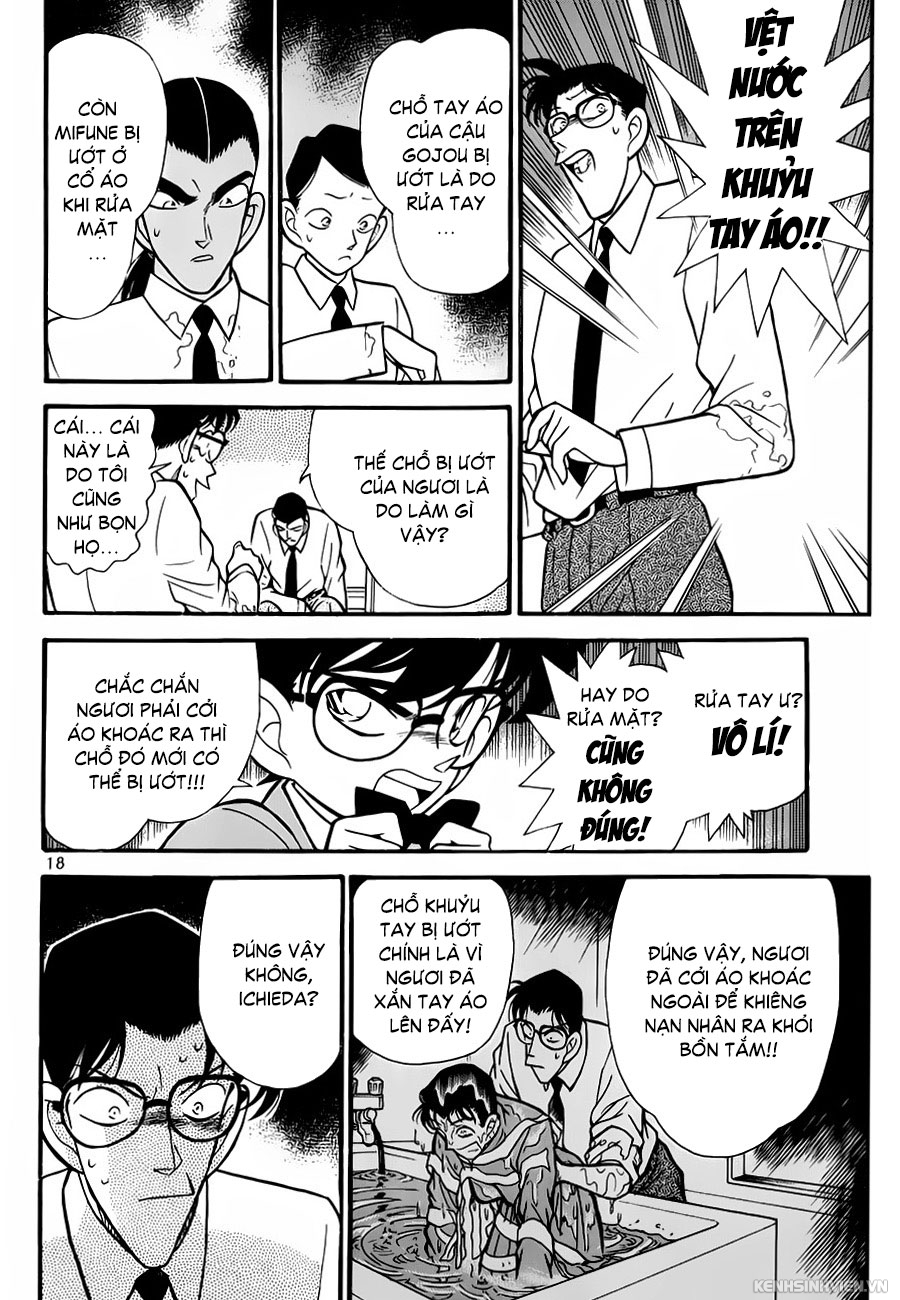 VỆT
NƯỚC
TRÊN
KHUỶU
TAY ÁO!!
CHỖ TAY ÁO
CỦA CẬU
GOJOU BỊ
ƯỚT LÀ DO
RỬA TAY
...
CÒN
MIFUNE BỊ
ƯỚT Ở
CỔ ÁO
KHI RỬA
MẶT
...
THẾ CHỖ BỊ ƯỚT
CỦA NGƯƠI LÀ
DO LÀM GÌ
VẬY?
CÁI... CÁI
NÀY LÀ
DO TÔI
CŨNG
NHƯ BỌN
HỌ...
RỬA TAY Ư?
VÔ LÍ!
HAY DO
RỬA MẶT?
CŨNG
KHÔNG
ĐÚNG!
CHẮC CHẮN
NGƯƠI PHẢI CỞI
ÁO KHOÁC RA THÌ
CHỖ ĐÓ MỚI CÓ
THỂ BỊ ƯỚT!!!
18
ĐÚNG VẬY, NGƯƠI
ĐÃ CỞI ÁO KHOÁC
NGOÀI ĐỂ KHIÊNG
NẠN NHÂN RA KHỎI
BỒN TẮM!!
CHỖ KHUỶU
TAY BỊ ƯỚT
CHÍNH LÀ VÌ
NGƯƠI ĐÃ
XẮN TAY ÁO
LÊN ĐẤY!
ĐÚNG VẬY
KHÔNG,
ICHIEDA?
KENHSINHVIEN.VN